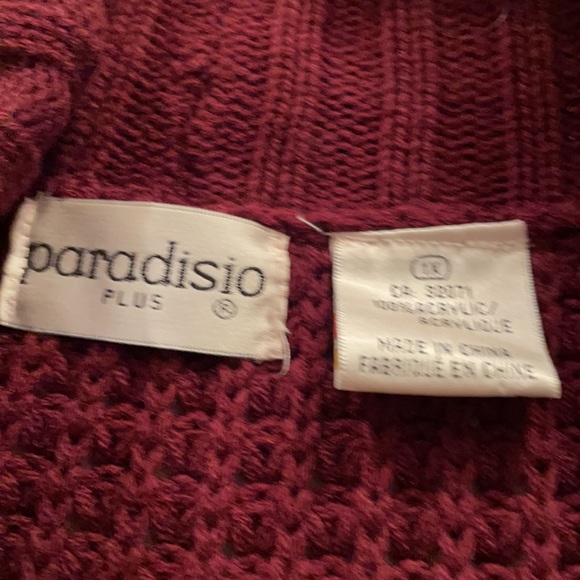 paradisio
PLUS
®
1X
100% ACRYLIC/
ACRYLIQUE
MADE IN CHINA
FABRIQUE EN CHINE